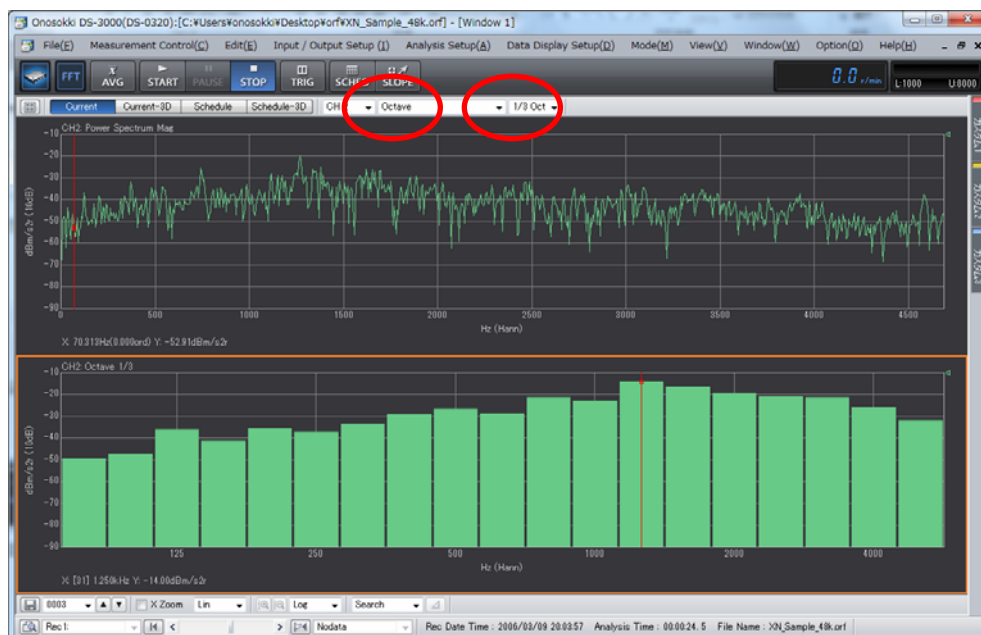 Onosokki DS-3000(DS-0320):[C:¥Users¥onosokki¥Desktop¥orf¥XN_Sample_48k.orf] - [Window 1]
File(F) Measurement Control(C) Edit(E) Input / Output Setup (I) Analysis Setup(A) Data Display Setup(D) Mode(M) View(V) Window(W) Option(O) Help(H)
FFT AVG START PAUSE STOP TRIG SCHED SLOPE 0.0 r/min L:1000 U:8000
Current Current-3D Schedule Schedule-3D CH Octave 1/3 Oct
CH2: Power Spectrum Mag
-10
-20
-30
-40
-50
-60
-70
-80
-90
dBm/s2r (10dB)
0 500 1000 1500 2000 2500 3000 3500 4000 4500
Hz (Hann)
X: 70.313Hz(0.000ord) Y: -52.91dBm/s2r
CH2: Octave 1/3
-10
-20
-30
-40
-50
-60
-70
-80
-90
dBm/s2r (10dB)
125 250 500 1000 2000 4000
Hz (Hann)
X: [31] 1.250kHz Y: -14.00dBm/s2r
0003 X Zoom Lin Log Search
Rec 1: Nodata Rec Date Time : 2006/03/09 20:03:57 Analysis Time : 00:00:24. 5 File Name : XN_Sample_48k.orf